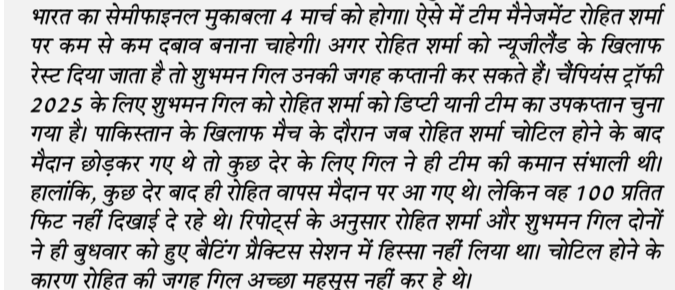 भारत का सेमीफाइनल मुकाबला 4 मार्च को होगा। ऐसे में टीम मैनेजमेंट रोहित शर्मा
पर कम से कम दबाव बनाना चाहेगी। अगर रोहित शर्मा को न्यूजीलैंड के खिलाफ
रेस्ट दिया जाता है तो शुभमन गिल उनकी जगह कप्तानी कर सकते हैं। चैंपियंस ट्रॉफी
2025 के लिए शुभमन गिल को रोहित शर्मा को डिप्टी यानी टीम का उपकप्तान चुना
गया है। पाकिस्तान के खिलाफ मैच के दौरान जब रोहित शर्मा चोटिल होने के बाद
मैदान छोड़कर गए थे तो कुछ देर के लिए गिल ने ही टीम की कमान संभाली थी।
हालांकि, कुछ देर बाद ही रोहित वापस मैदान पर आ गए थे। लेकिन वह 100 प्रतित
फिट नहीं दिखाई दे रहे थे। रिपोर्ट्स के अनुसार रोहित शर्मा और शुभमन गिल दोनों
ने ही बुधवार को हुए बैटिंग प्रैक्टिस सेशन में हिस्सा नहीं लिया था। चोटिल होने के
कारण रोहित की जगह गिल अच्छा महसूस नहीं कर हे थे।